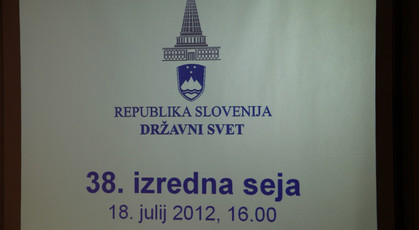 REPUBLIKA SLOVENIJA
DRŽAVNI SVET
38. izredna seja
18. julij 2012, 16.00